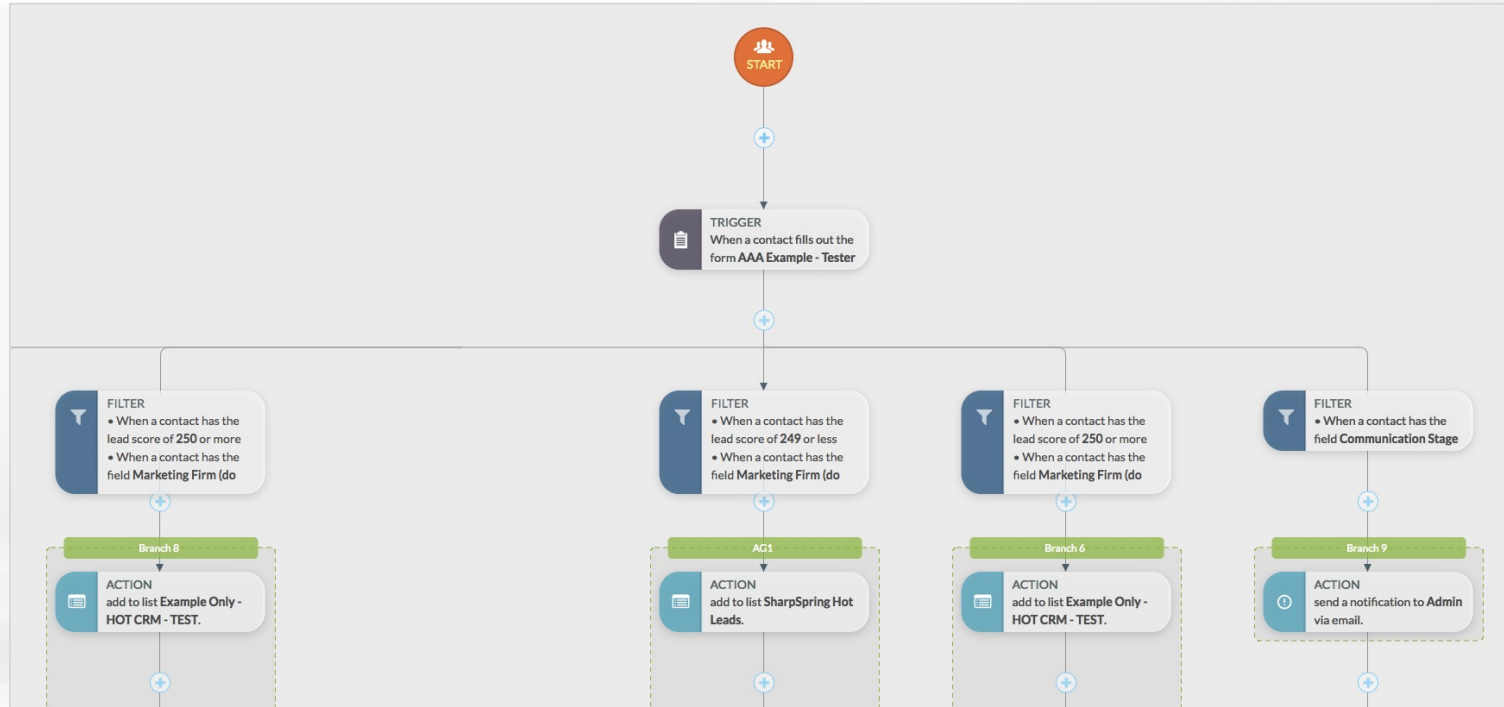 START
TRIGGER
When a contact fills out the
form AAA Example - Tester
FILTER
• When a contact has the
lead score of 250 or more
• When a contact has the
field Marketing Firm (do
FILTER
• When a contact has the
lead score of 249 or less
• When a contact has the
field Marketing Firm (do
FILTER
• When a contact has the
lead score of 250 or more
• When a contact has the
field Marketing Firm (do
FILTER
• When a contact has the
field Communication Stage
Branch 8
ACTION
add to list Example Only -
HOT CRM - TEST.
AG1
ACTION
add to list SharpSpring Hot
Leads.
Branch 6
ACTION
add to list Example Only -
HOT CRM - TEST.
Branch 9
ACTION
send a notification to Admin
via email.